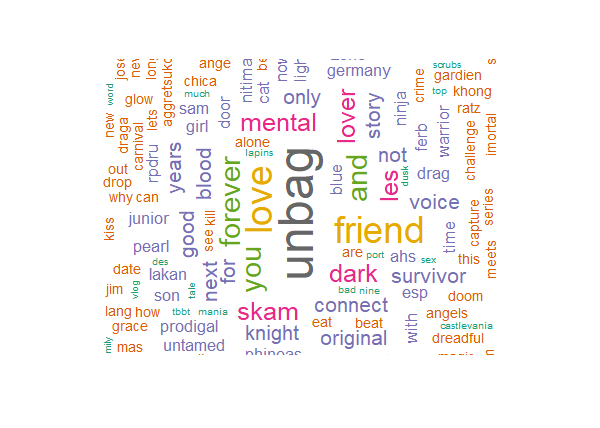 jose
nev
long
ange
be
now
ligh
germany
scrubs
s
word
chica
nitima
cat
crime
gardien
glow
aggretsuko
much
door
only
top
khong
new
draga
carnival
lets
rpdru
sam
girl
mental
lover
story
ninja
ferb
warrior
ratz
challenge
imortal
out
drop
years
blood
alone
lapins
unbag
blue
and
les
not
dusk
drag
why
can
forever
love
voice
kiss
junior
good
see
kill
friend
time
capture
series
pearl
next
for
you
are
port
ahs
sex
this
meets
date
des
lakan
dark
survivor
jim
vlog
son
tale
bad
nine
esp
doom
lang
how
tbbt
mania
skam
connect
with
angels
grace
prodigal
knight
eat
beat
original
castlevania
dreadful
mily
mas
untamed
phineas
magic
n